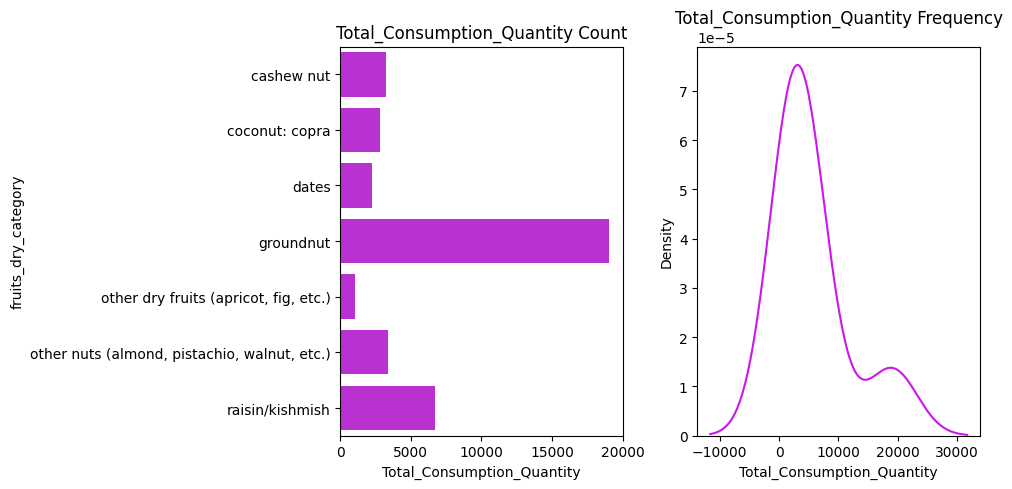 Total_Consumption_Quantity Count
fruits_dry_category
cashew nut
coconut: copra
dates
groundnut
other dry fruits (apricot, fig, etc.)
other nuts (almond, pistachio, walnut, etc.)
raisin/kishmish
0 5000 10000 15000 20000
Total_Consumption_Quantity
Total_Consumption_Quantity Frequency
1e−5
Density
7
6
5
4
3
2
1
0
−10000 0 10000 20000 30000
Total_Consumption_Quantity